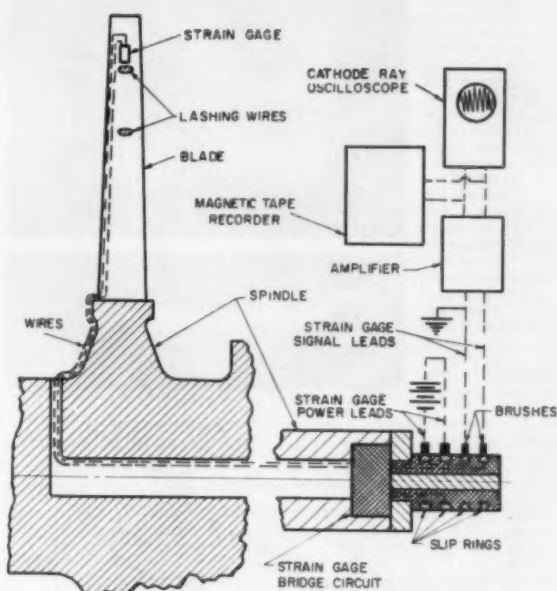 STRAIN GAGE
CATHODE RAY
OSCILLOSCOPE
LASHING WIRES
BLADE
MAGNETIC TAPE
RECORDER
AMPLIFIER
SPINDLE
WIRES
STRAIN GAGE
SIGNAL LEADS
STRAIN GAGE
POWER LEADS
BRUSHES
SLIP RINGS
STRAIN GAGE
BRIDGE CIRCUIT